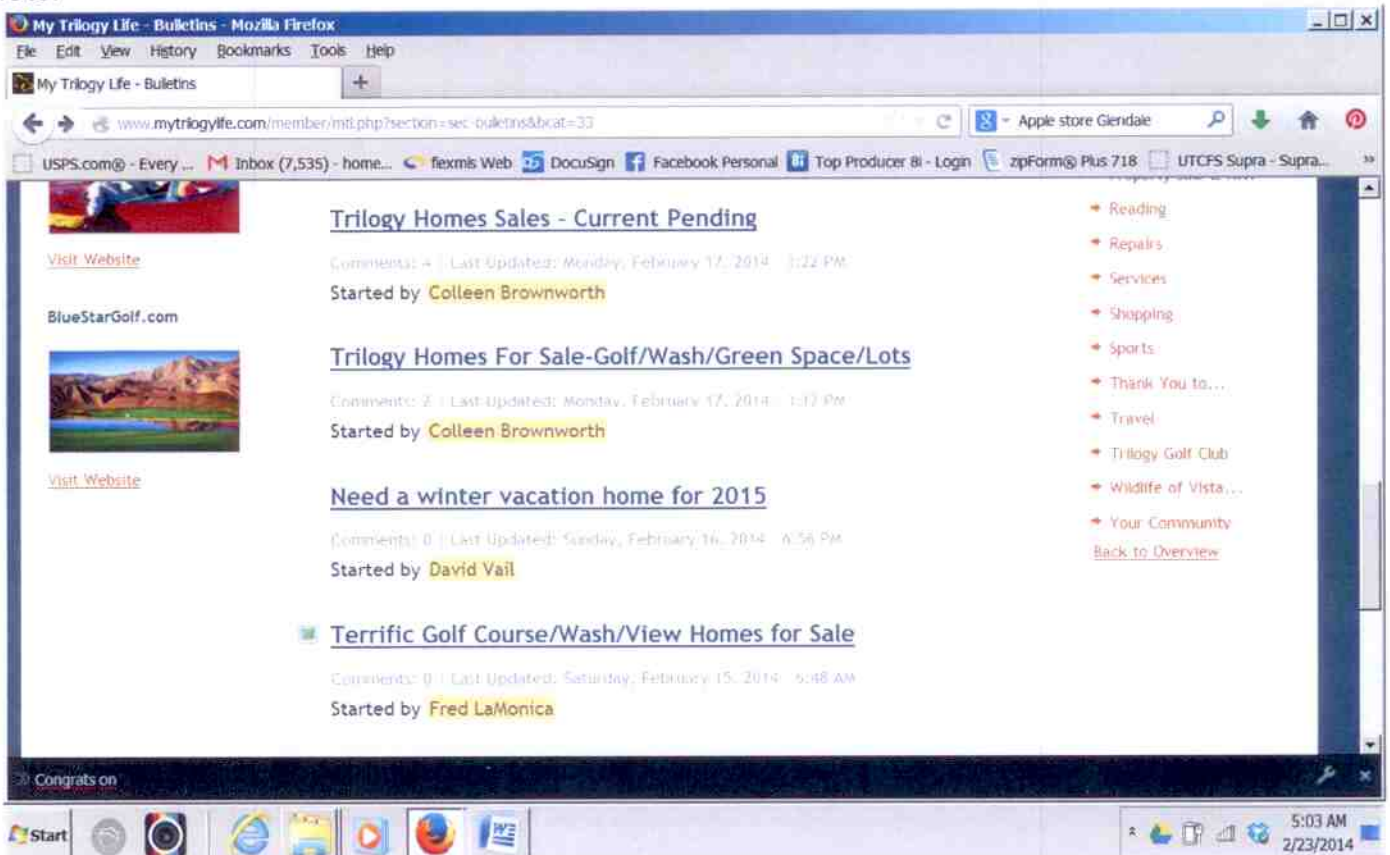 My Trilogy Life - Bulletins - Mozilla Firefox
File Edit View History Bookmarks Tools Help
My Trilogy Life - Bulletins +
www.mytrilogylife.com/member/mtl.php?section=sec-bulletins&bcat=33
Apple store Glendale
USPS.com® - Every ... Inbox (7,535) - home... flexmls Web DocuSign Facebook Personal Top Producer 8i - Login zipForm® Plus 718 UTCFS Supra - Supra... »
Visit Website
BlueStarGolf.com
Visit Website
Trilogy Homes Sales - Current Pending
Comments: 4 | Last Updated: Monday, February 17, 2014 :22 PM
Started by Colleen Brownworth
Trilogy Homes For Sale-Golf/Wash/Green Space/Lots
Comments: 2 | Last Updated: Monday, February 17, 2014 PM
Started by Colleen Brownworth
Need a winter vacation home for 2015
Comments: 0 | Last Updated: Sunday, February 16, 2014 6:56 PM
Started by David Vail
Terrific Golf Course/Wash/View Homes for Sale
Comments: 0 | Last Updated: Saturday, February 15, 2014 AM
Started by Fred LaMonica
Reading
Repairs
Services
Shopping
Sports
Thank You to...
Travel
Trilogy Golf Club
Wildlife of Vista...
Your Community
Back to Overview
Congrats on
Start
5:03 AM
2/23/2014